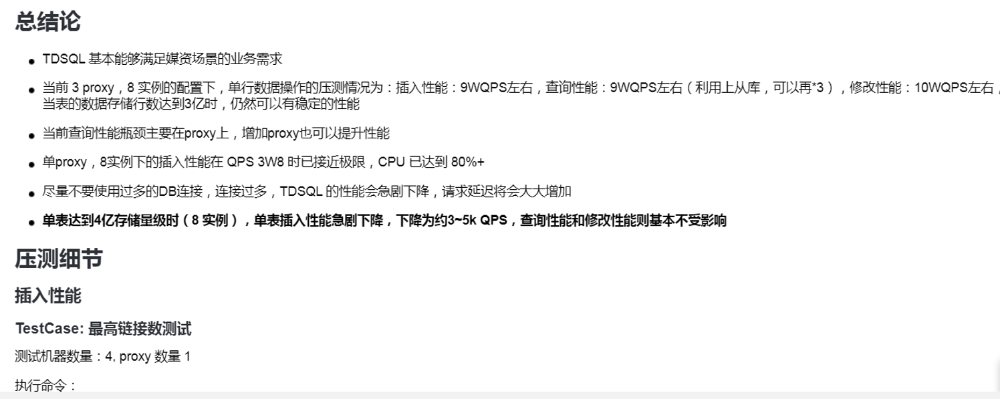 总结论
TDSQL 基本能够满足媒资场景的业务需求
当前 3 proxy，8 实例的配置下，单行数据操作的压测情况为：插入性能：9WQPS左右，查询性能：9WQPS左右（利用上从库，可以再*3），修改性能：10WQPS左右，
当表的数据存储行数达到3亿时，仍然可以有稳定的性能
当前查询性能瓶颈主要在proxy上，增加proxy也可以提升性能
单proxy，8实例下的插入性能在 QPS 3W8 时已接近极限，CPU 已达到 80%+
尽量不要使用过多的DB连接，连接过多，TDSQL 的性能会急剧下降，请求延迟将会大大增加
单表达到4亿存储量级时（8 实例），单表插入性能急剧下降，下降为约3~5k QPS，查询性能和修改性能则基本不受影响
压测细节
插入性能
TestCase: 最高链接数测试
测试机器数量：4, proxy 数量 1
执行命令：